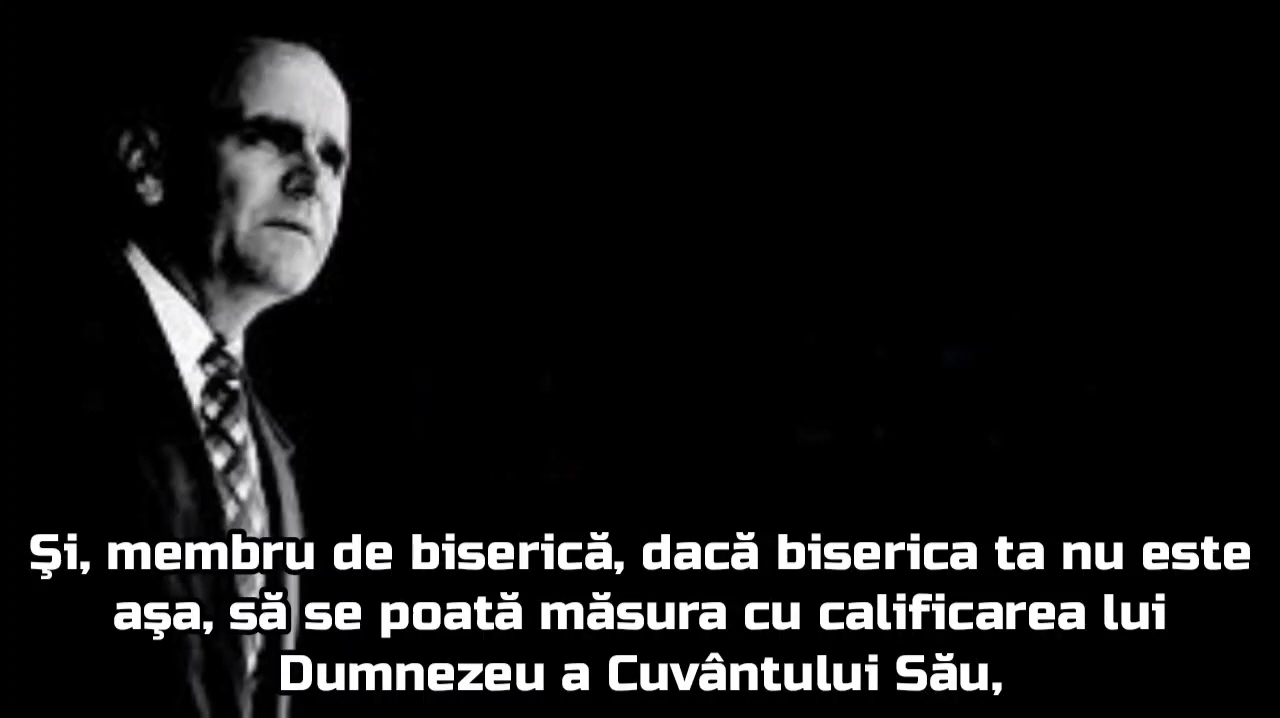 Şi, membru de biserică, dacă biserica ta nu este
aşa, să se poată măsura cu calificarea lui
Dumnezeu a Cuvântului Său,